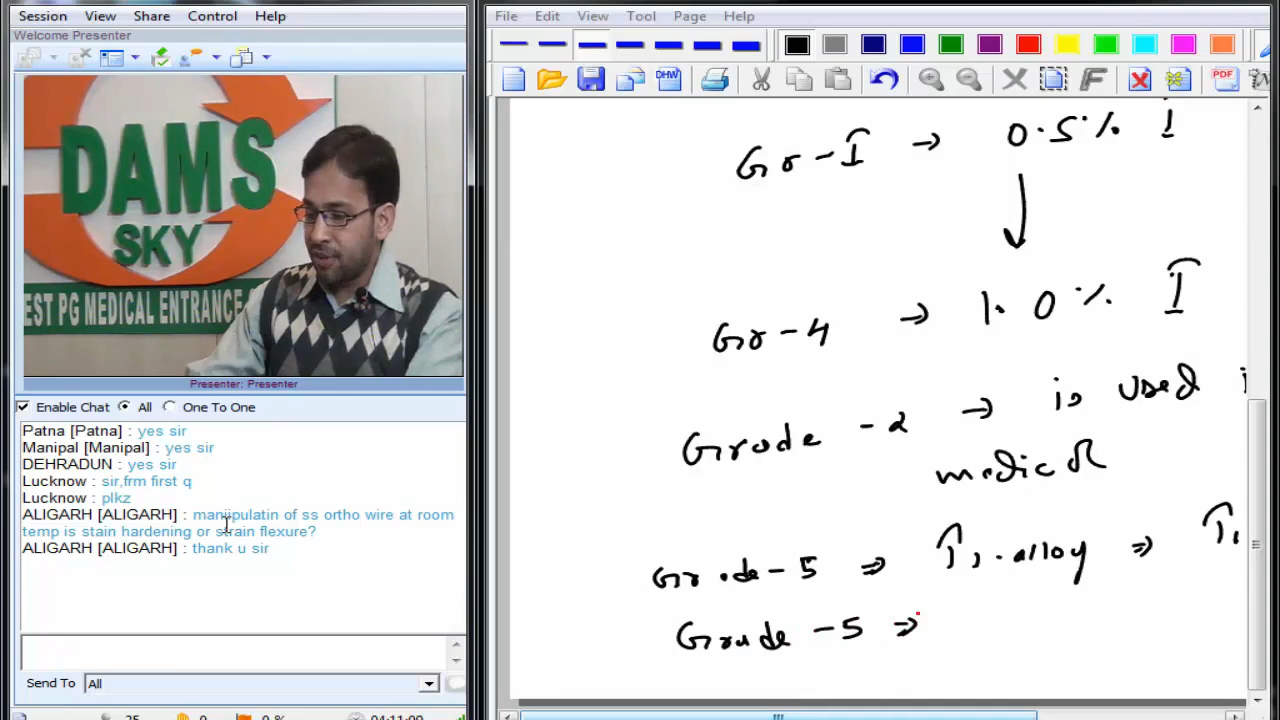 Session View Share Control Help
Welcome Presenter
DAMS
SKY
EST PG MEDICAL ENTRANCE
Presenter: Presenter
Enable Chat All One To One
Patna [Patna] : yes sir
Manipal [Manipal] : yes sir
DEHRADUN : yes sir
Lucknow : sir,frm first q
Lucknow : plkz
ALIGARH [ALIGARH] : manjipulatin of ss ortho wire at room
temp is stain hardening or strain flexure?
ALIGARH [ALIGARH] : thank u sir
Send To All
File Edit View Tool Page Help
DHW PDF
Gr - I → 0.5% I
Gr - 4 → 1.0% I
Grade - 2 → is used i
medical
Grade - 5 ⇒ Ti. alloy ⇒ Ti
Grade - 5 ⇒